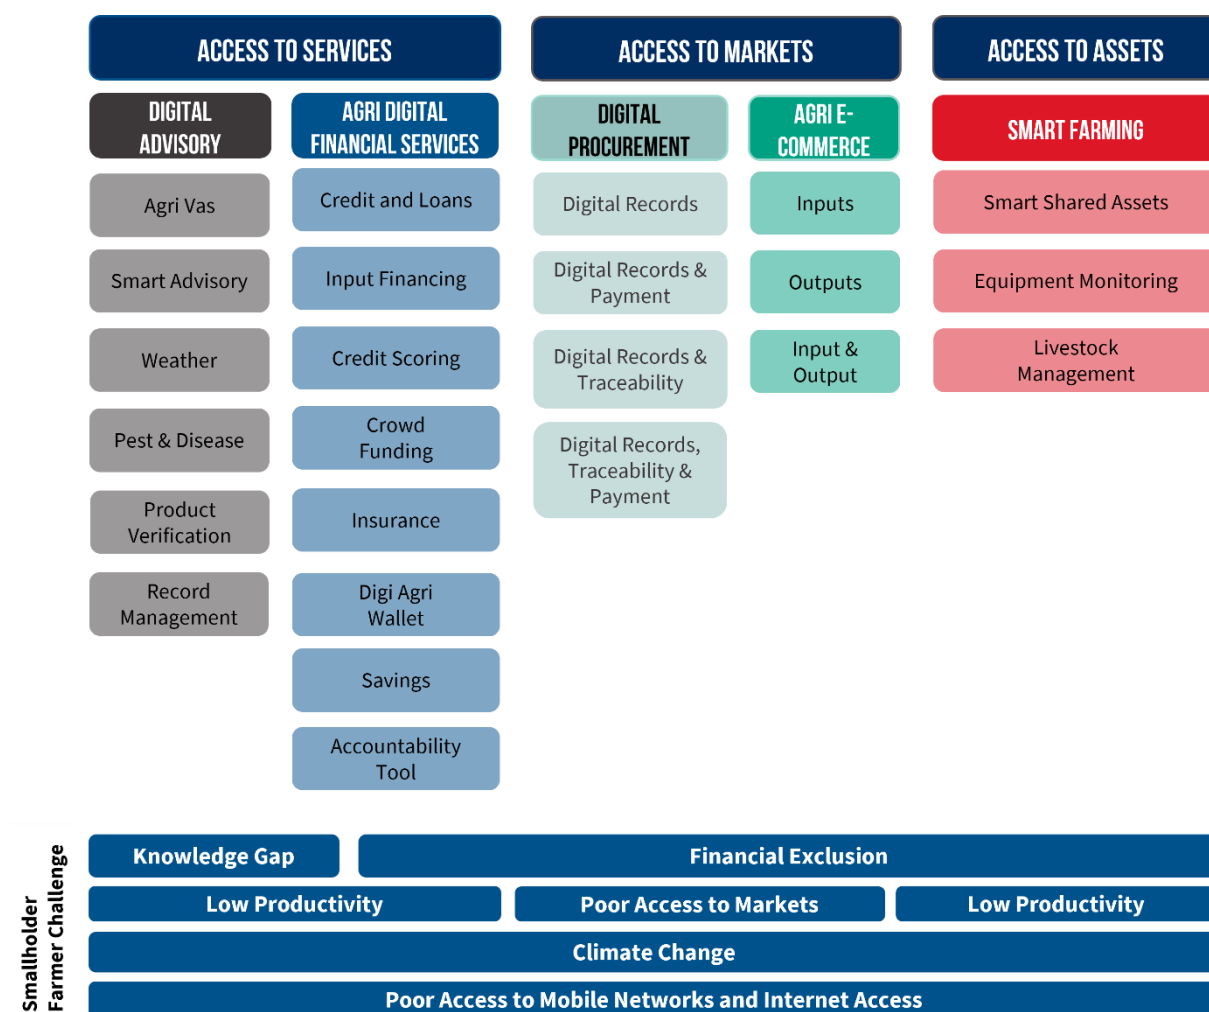 ACCESS TO SERVICES
ACCESS TO MARKETS
ACCESS TO ASSETS
DIGITAL
ADVISORY
AGRI DIGITAL
FINANCIAL SERVICES
DIGITAL
PROCUREMENT
AGRI E-
COMMERCE
SMART FARMING
Agri Vas
Smart Advisory
Weather
Pest & Disease
Product
Verification
Record
Management
Credit and Loans
Input Financing
Credit Scoring
Crowd
Funding
Insurance
Digi Agri
Wallet
Savings
Accountability
Tool
Digital Records
Digital Records &
Payment
Digital Records &
Traceability
Digital Records,
Traceability &
Payment
Inputs
Outputs
Input &
Output
Smart Shared Assets
Equipment Monitoring
Livestock
Management
Smallholder
Farmer Challenge
Knowledge Gap
Financial Exclusion
Low Productivity
Poor Access to Markets
Low Productivity
Climate Change
Poor Access to Mobile Networks and Internet Access